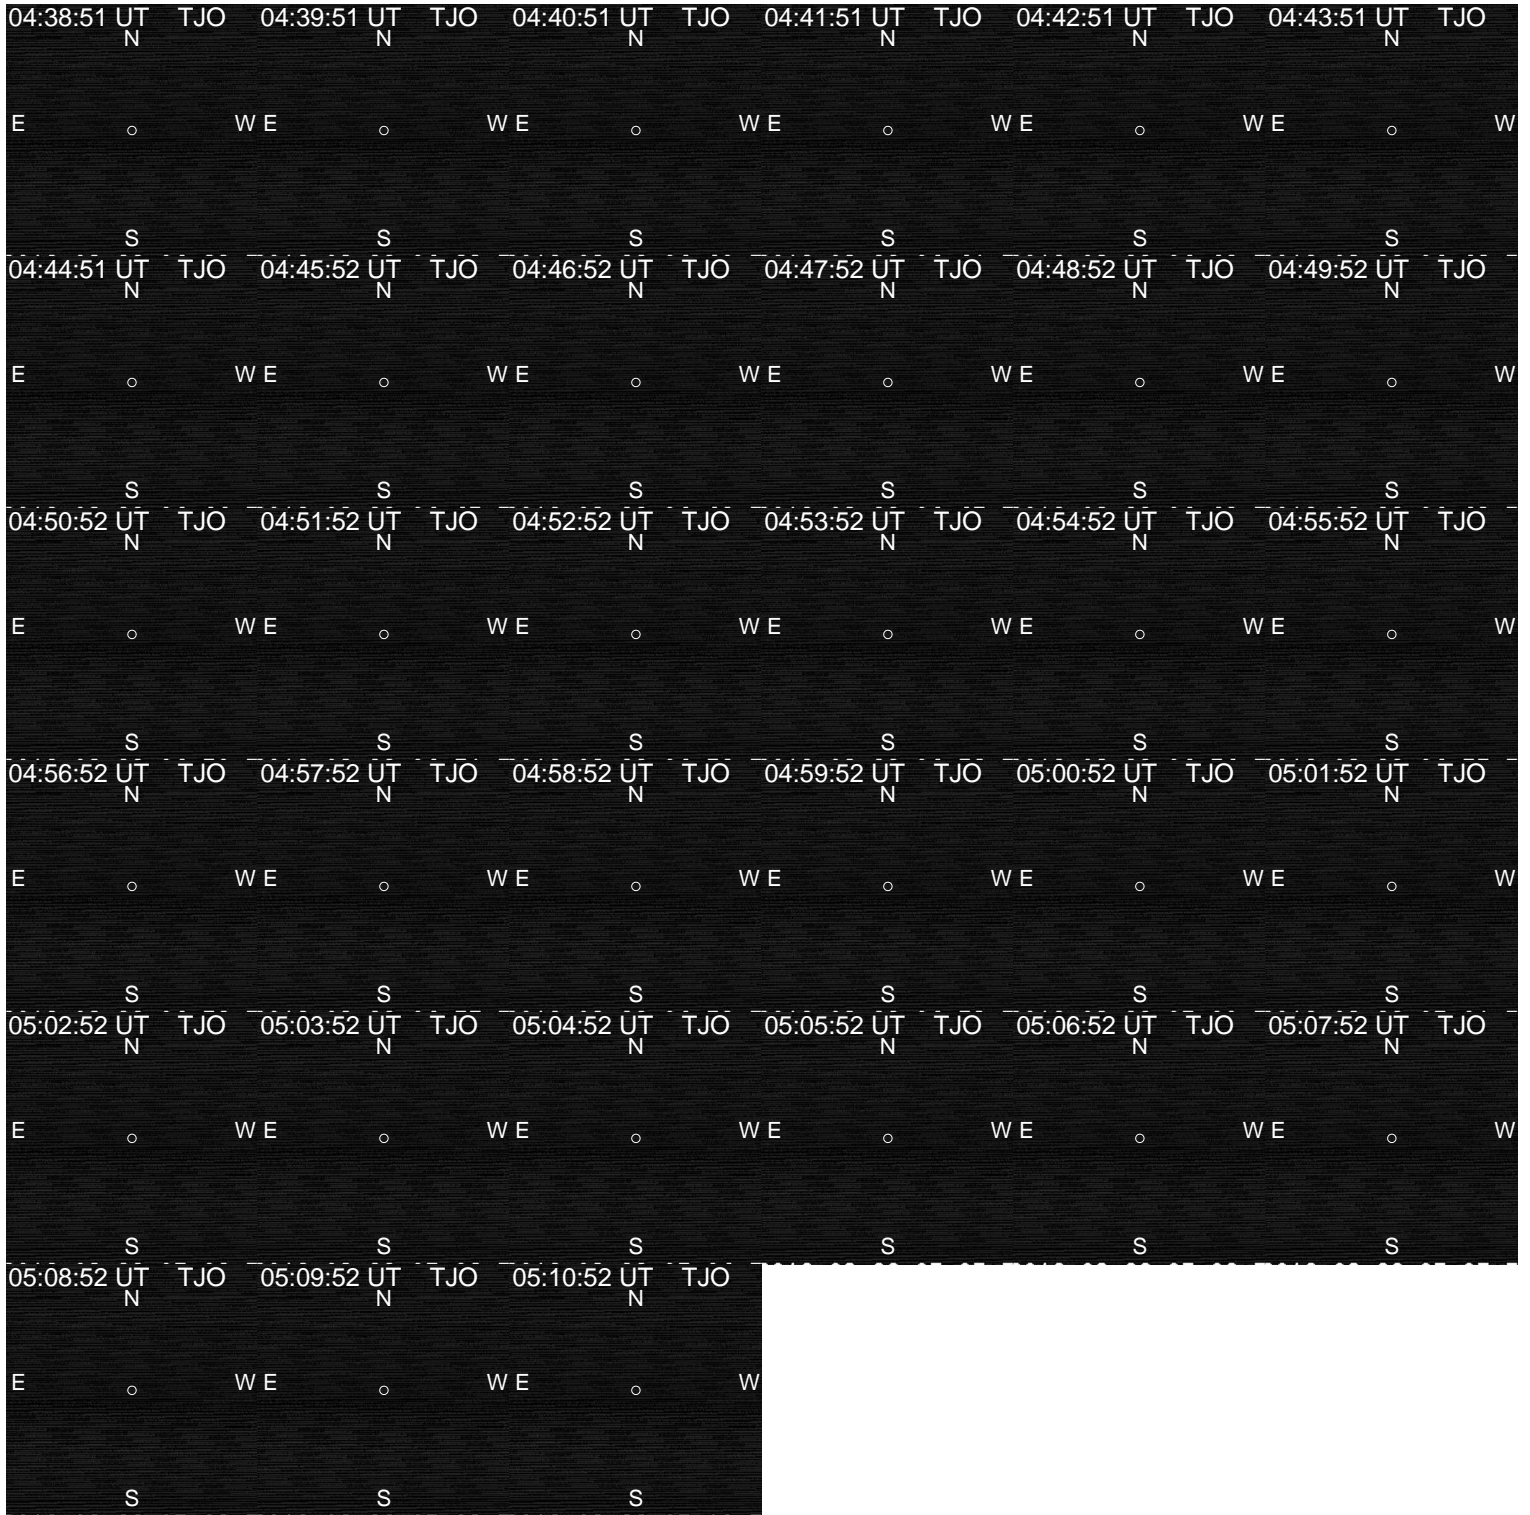 04:38:51 UT TJO 04:39:51 UT TJO 04:40:51 UT TJO 04:41:51 UT TJO 04:42:51 UT TJO 04:43:51 UT TJO
N N N N N N
E W E W E W E W E W E W
S S S S S S
04:44:51 UT TJO 04:45:52 UT TJO 04:46:52 UT TJO 04:47:52 UT TJO 04:48:52 UT TJO 04:49:52 UT TJO
N N N N N N
E W E W E W E W E W E W
S S S S S S
04:50:52 UT TJO 04:51:52 UT TJO 04:52:52 UT TJO 04:53:52 UT TJO 04:54:52 UT TJO 04:55:52 UT TJO
N N N N N N
E W E W E W E W E W E W
S S S S S S
04:56:52 UT TJO 04:57:52 UT TJO 04:58:52 UT TJO 04:59:52 UT TJO 05:00:52 UT TJO 05:01:52 UT TJO
N N N N N N
E W E W E W E W E W E W
S S S S S S
05:02:52 UT TJO 05:03:52 UT TJO 05:04:52 UT TJO 05:05:52 UT TJO 05:06:52 UT TJO 05:07:52 UT TJO
N N N N N N
E W E W E W E W E W E W
S S S S S S
05:08:52 UT TJO 05:09:52 UT TJO 05:10:52 UT TJO
N N N
E W E W E W
S S S